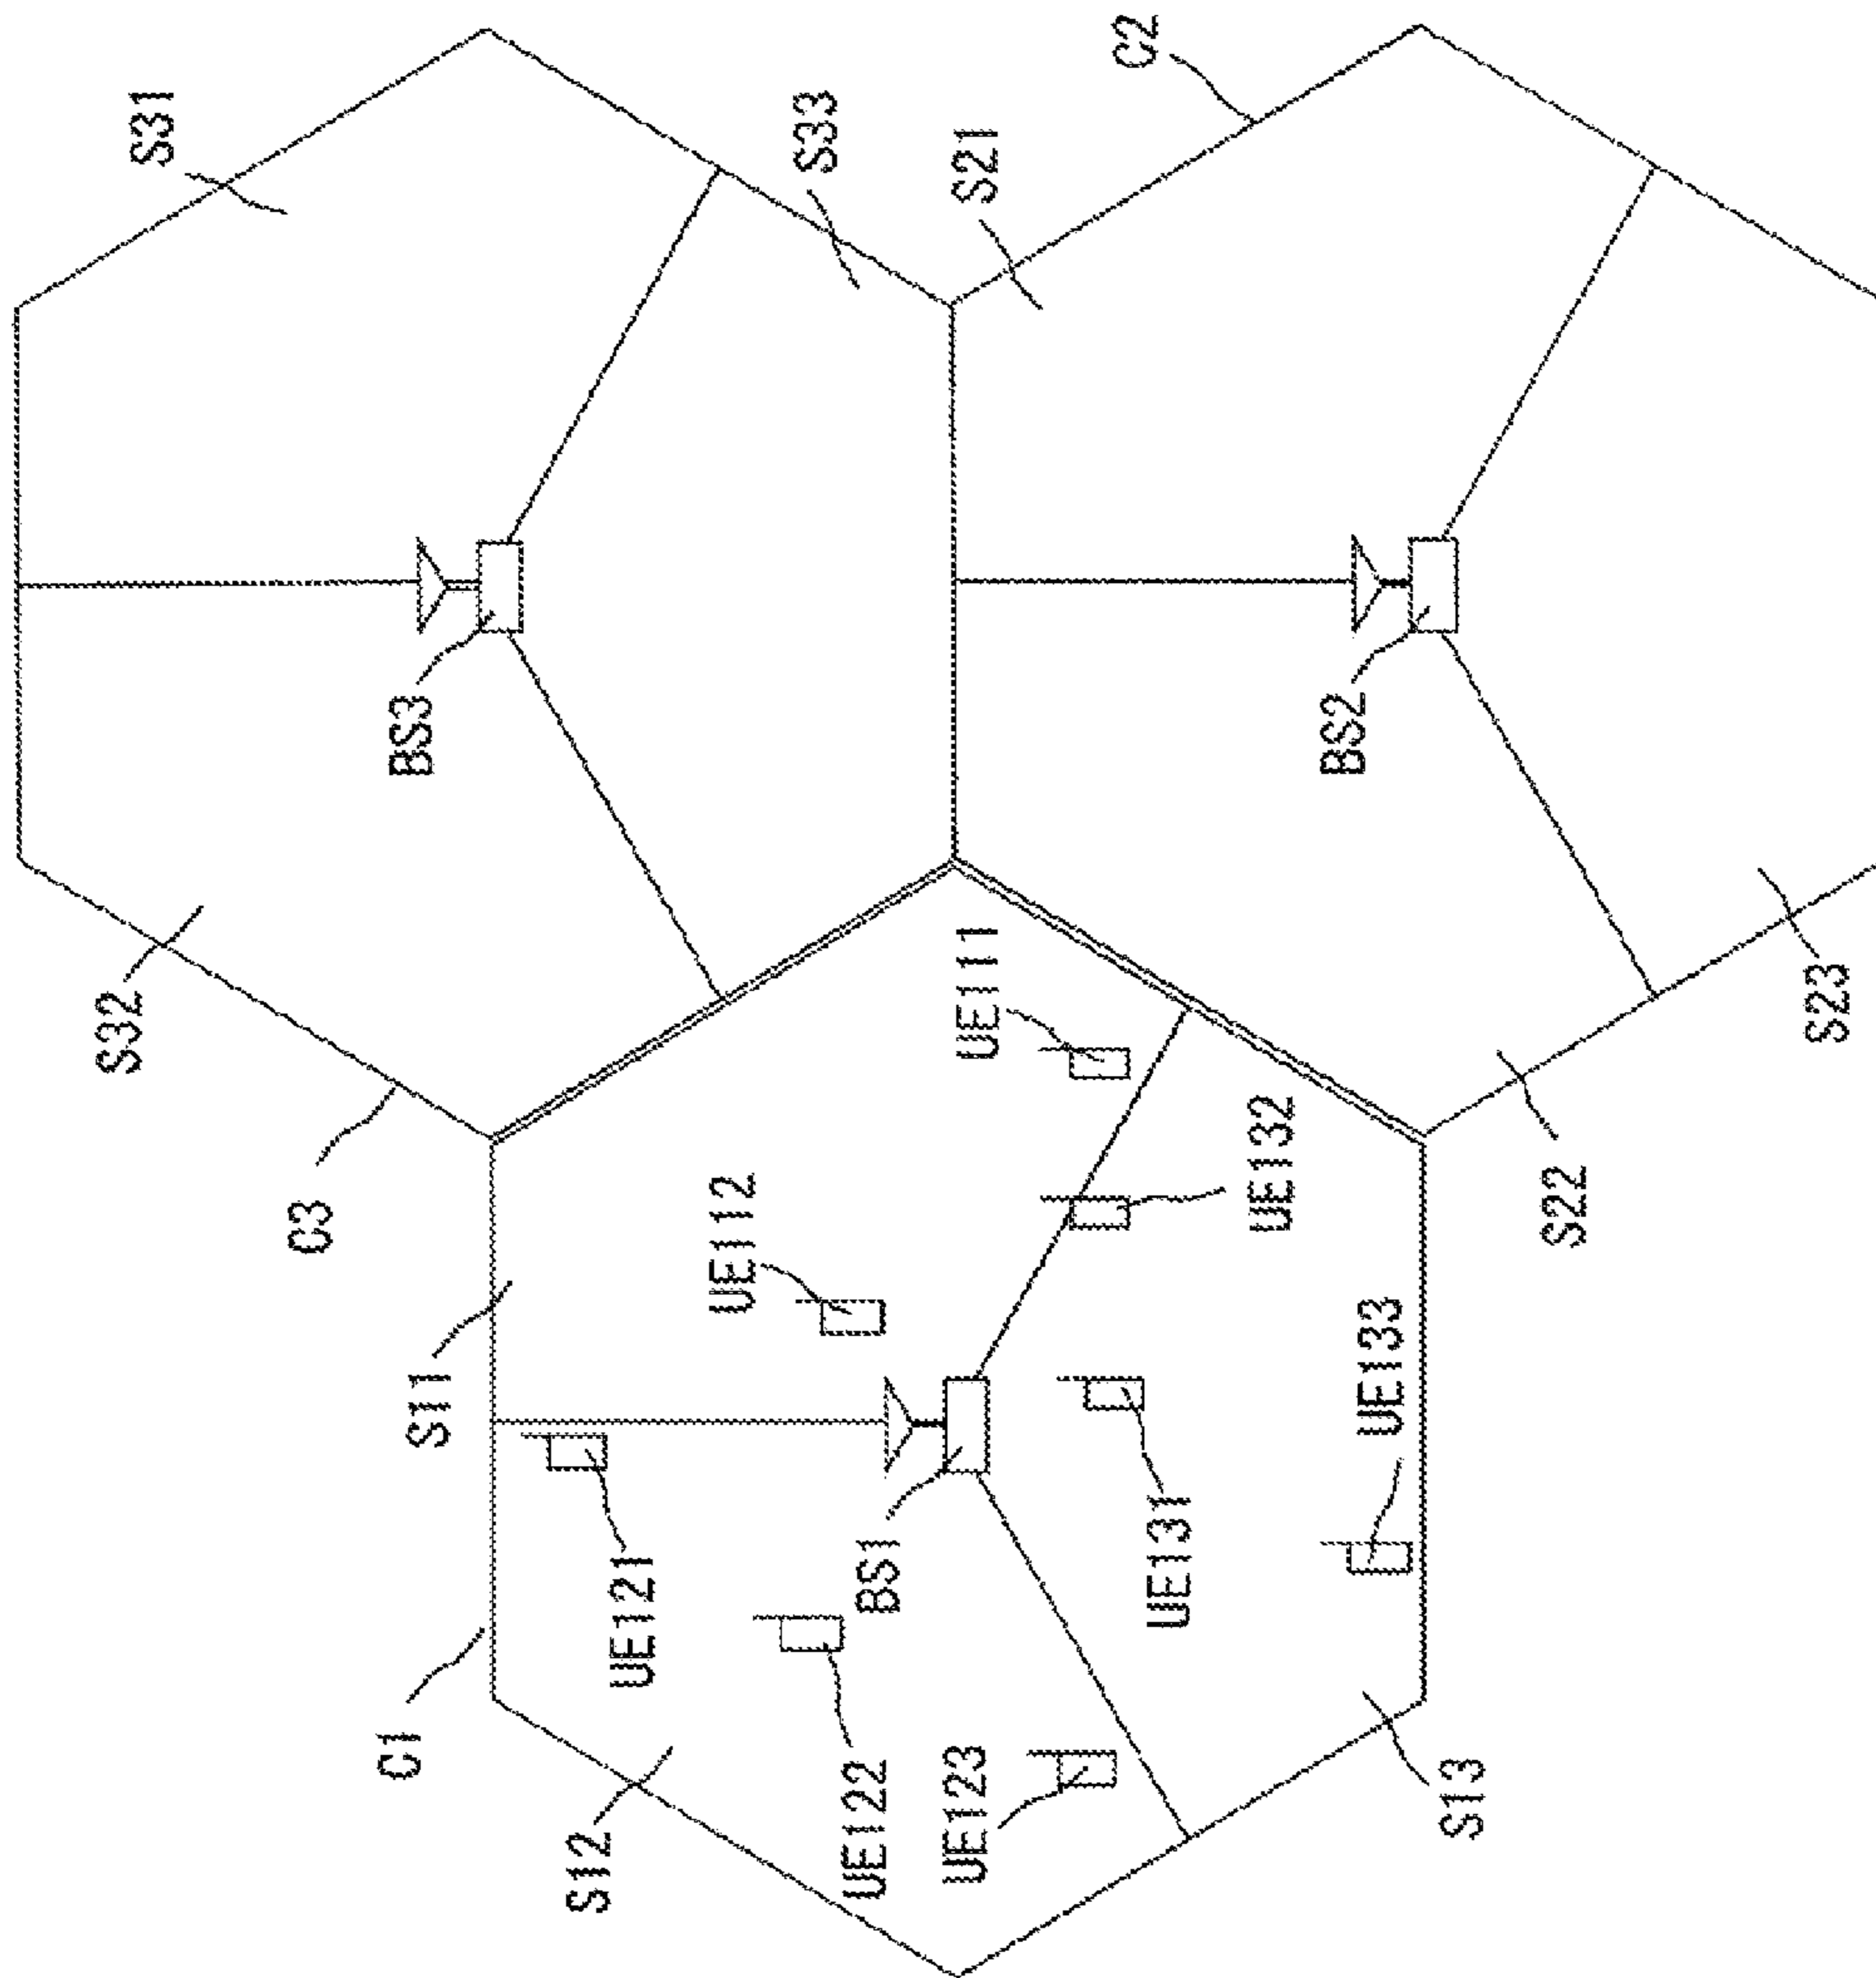 S31
S33
S21
C2
BS3
BS2
S32
UE111
S23
C3
UE112
UE132
S22
S11
UE133
UE121
BS1
UE131
C1
S12
UE122
UE123
S13